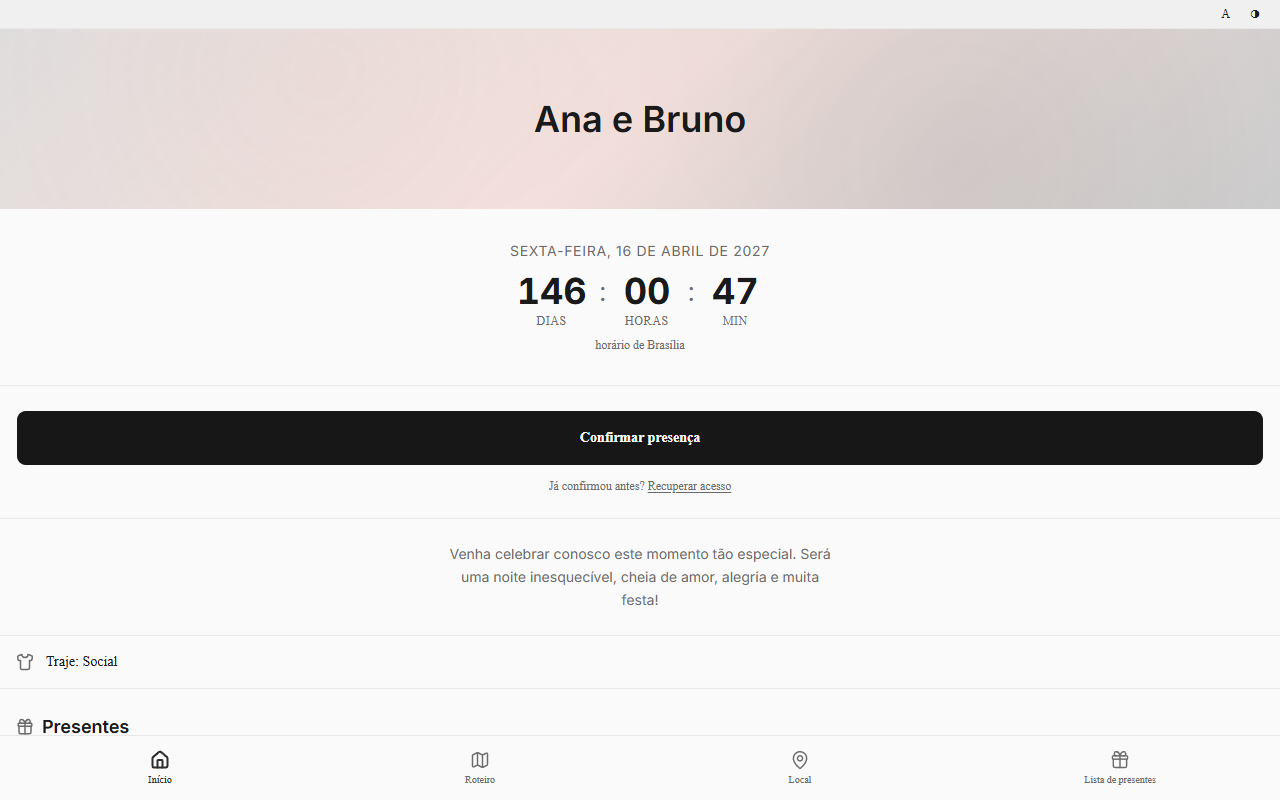 A
Ana e Bruno
SEXTA-FEIRA, 16 DE ABRIL DE 2027
146 : 00 : 47
DIAS HORAS MIN
horário de Brasília
Confirmar presença
Já confirmou antes? Recuperar acesso
Venha celebrar conosco este momento tão especial. Será
uma noite inesquecível, cheia de amor, alegria e muita
festa!
Traje: Social
Presentes
Início Roteiro Local Lista de presentes